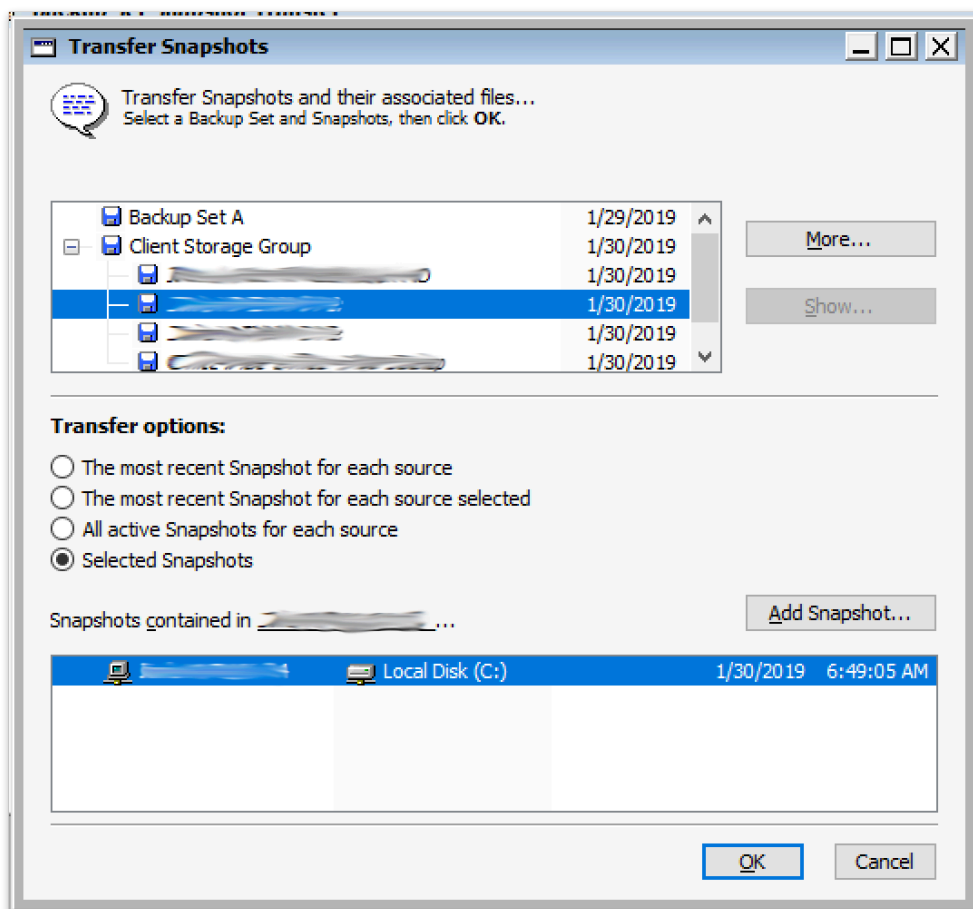 Transfer Snapshots
Transfer Snapshots and their associated files...
Select a Backup Set and Snapshots, then click OK.
Backup Set A 1/29/2019
More...
Client Storage Group 1/30/2019
1/30/2019
1/30/2019
Show...
1/30/2019
1/30/2019
Transfer options:
The most recent Snapshot for each source
The most recent Snapshot for each source selected
All active Snapshots for each source
Selected Snapshots
Snapshots contained in ...
Add Snapshot...
Local Disk (C:) 1/30/2019 6:49:05 AM
OK Cancel